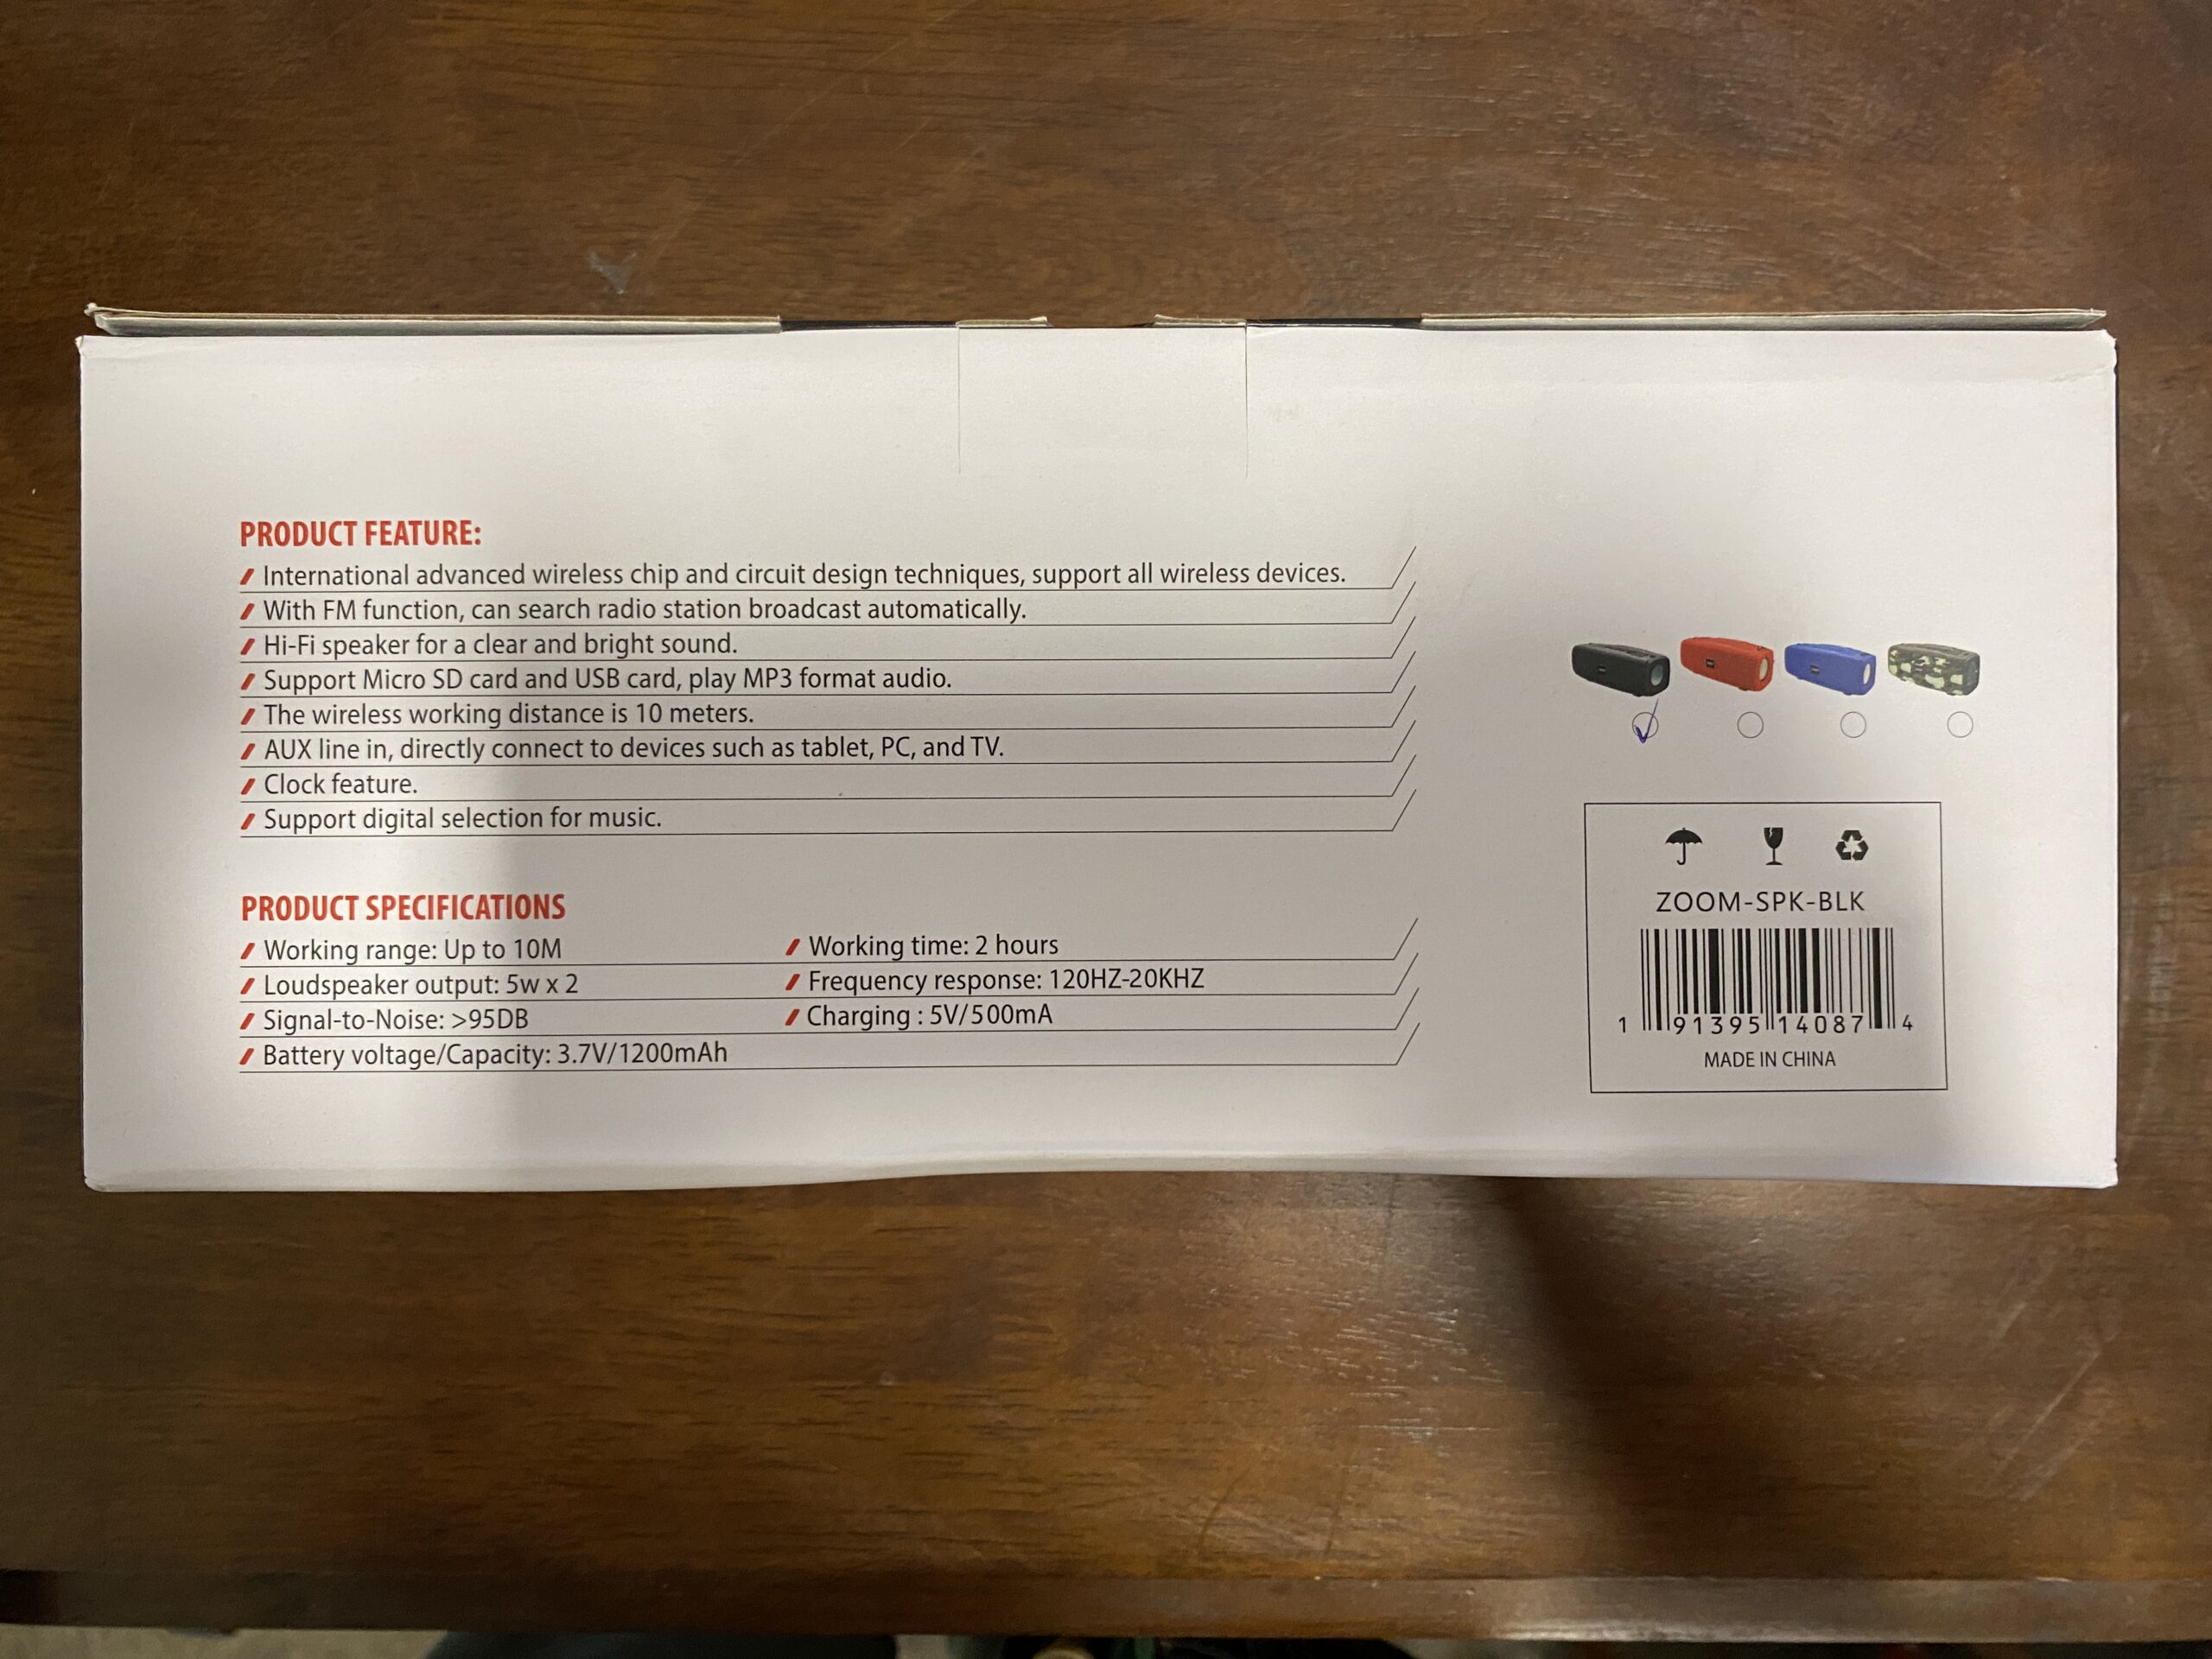 PRODUCT FEATURE:
International advanced wireless chip and circuit design techniques, support all wireless devices.
With FM function, can search radio station broadcast automatically.
Hi-Fi speaker for a clear and bright sound.
Support Micro SD card and USB card, play MP3 format audio.
The wireless working distance is 10 meters.
AUX line in, directly connect to devices such as tablet, PC, and TV.
Clock feature.
Support digital selection for music.
PRODUCT SPECIFICATIONS
Working range: Up to 10M
Loudspeaker output: 5w x 2
Signal-to-Noise: >95DB
Battery voltage/Capacity: 3.7V/1200mAh
Working time: 2 hours
Frequency response: 120HZ-20KHZ
Charging : 5V/500mA
ZOOM-SPK-BLK
1 91395 14087 4
MADE IN CHINA